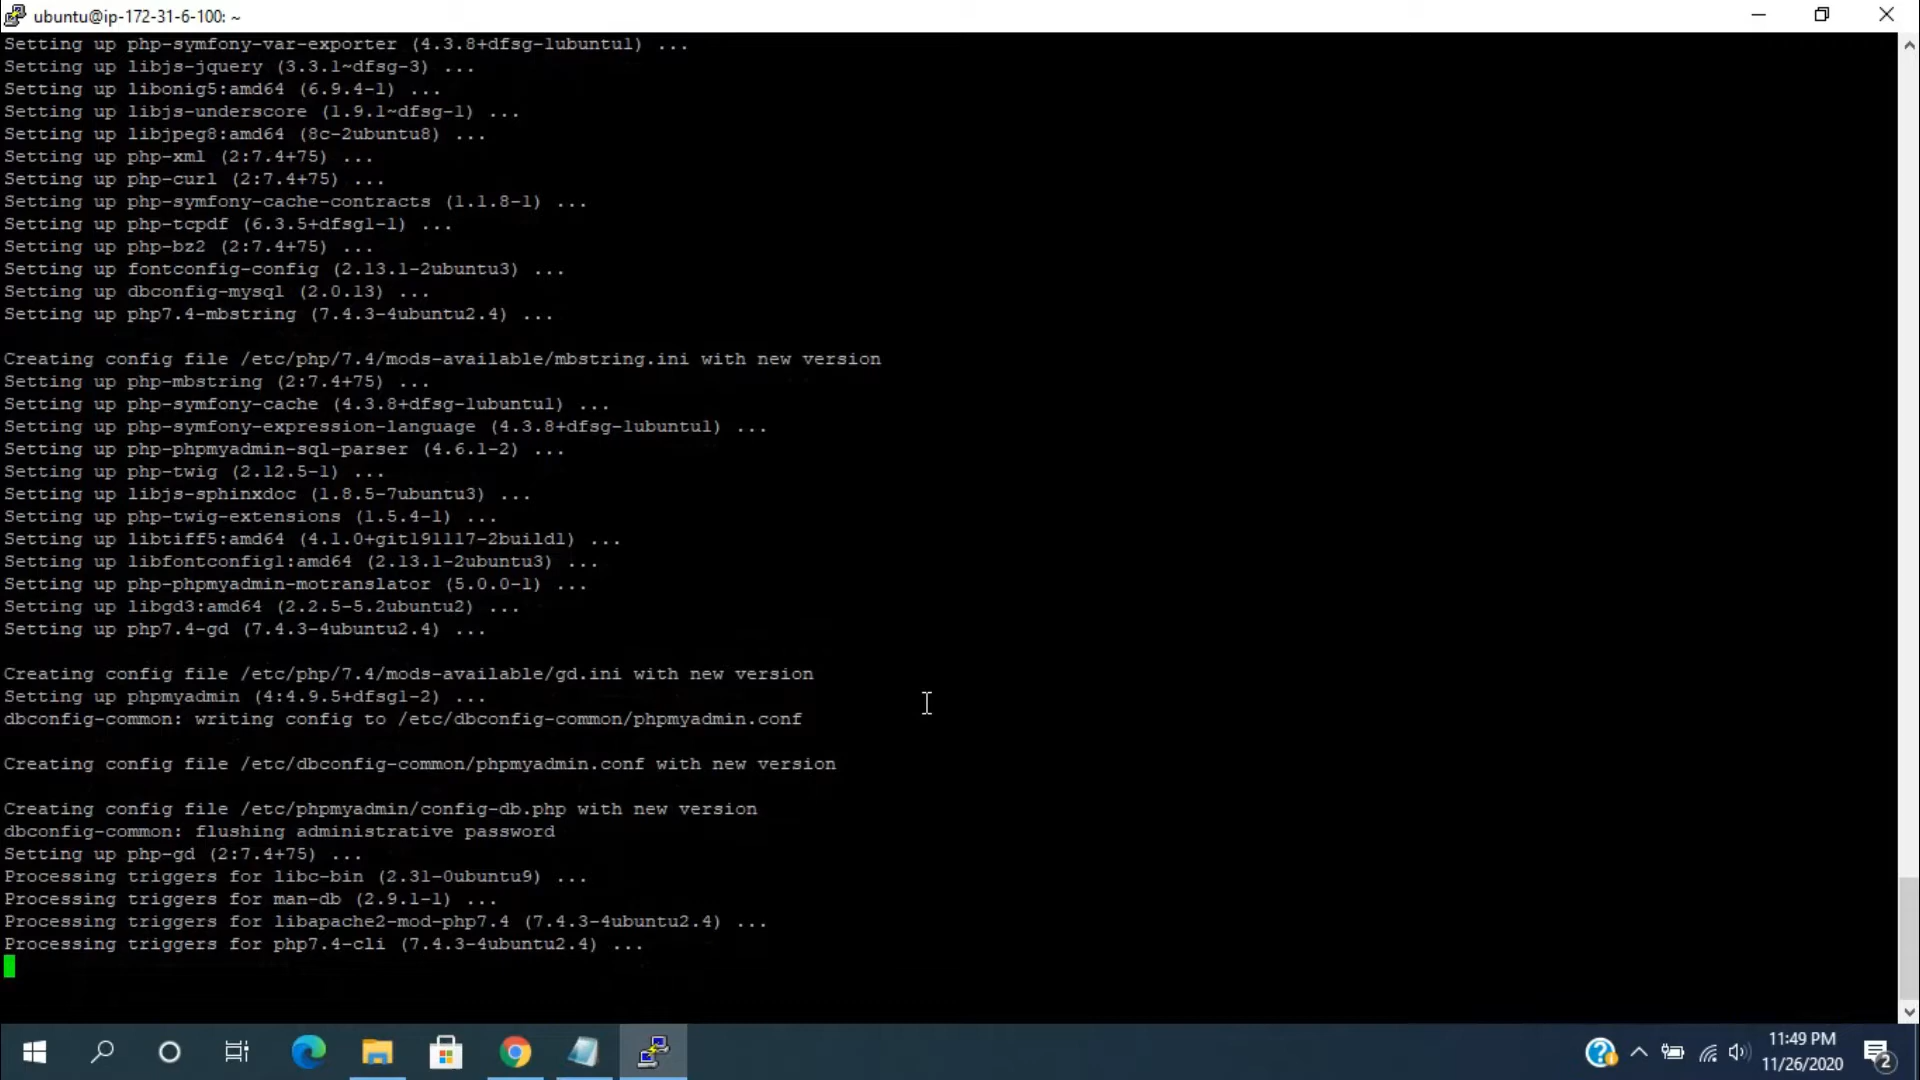 ubuntu@ip-172-31-6-100: ~
Setting up php-symfony-var-exporter (4.3.8+dfsg-1ubuntu1) ...
Setting up libjs-jquery (3.3.1~dfsg-3) ...
Setting up libonig5:amd64 (6.9.4-1) ...
Setting up libjs-underscore (1.9.1~dfsg-1) ...
Setting up libjpeg8:amd64 (8c-2ubuntu8) ...
Setting up php-xml (2:7.4+75) ...
Setting up php-curl (2:7.4+75) ...
Setting up php-symfony-cache-contracts (1.1.8-1) ...
Setting up php-tcpdf (6.3.5+dfsg1-1) ...
Setting up php-bz2 (2:7.4+75) ...
Setting up fontconfig-config (2.13.1-2ubuntu3) ...
Setting up dbconfig-mysql (2.0.13) ...
Setting up php7.4-mbstring (7.4.3-4ubuntu2.4) ...
Creating config file /etc/php/7.4/mods-available/mbstring.ini with new version
Setting up php-mbstring (2:7.4+75) ...
Setting up php-symfony-cache (4.3.8+dfsg-1ubuntu1) ...
Setting up php-symfony-expression-language (4.3.8+dfsg-1ubuntu1) ...
Setting up php-phpmyadmin-sql-parser (4.6.1-2) ...
Setting up php-twig (2.12.5-1) ...
Setting up libjs-sphinxdoc (1.8.5-7ubuntu3) ...
Setting up php-twig-extensions (1.5.4-1) ...
Setting up libtiff5:amd64 (4.1.0+git191117-2build1) ...
Setting up libfontconfig1:amd64 (2.13.1-2ubuntu3) ...
Setting up php-phpmyadmin-motranslator (5.0.0-1) ...
Setting up libgd3:amd64 (2.2.5-5.2ubuntu2) ...
Setting up php7.4-gd (7.4.3-4ubuntu2.4) ...
Creating config file /etc/php/7.4/mods-available/gd.ini with new version
Setting up phpmyadmin (4:4.9.5+dfsg1-2) ...
dbconfig-common: writing config to /etc/dbconfig-common/phpmyadmin.conf
Creating config file /etc/dbconfig-common/phpmyadmin.conf with new version
Creating config file /etc/phpmyadmin/config-db.php with new version
dbconfig-common: flushing administrative password
Setting up php-gd (2:7.4+75) ...
Processing triggers for libc-bin (2.31-0ubuntu9) ...
Processing triggers for man-db (2.9.1-1) ...
Processing triggers for libapache2-mod-php7.4 (7.4.3-4ubuntu2.4) ...
Processing triggers for php7.4-cli (7.4.3-4ubuntu2.4) ...
11:49 PM
11/26/2020
2